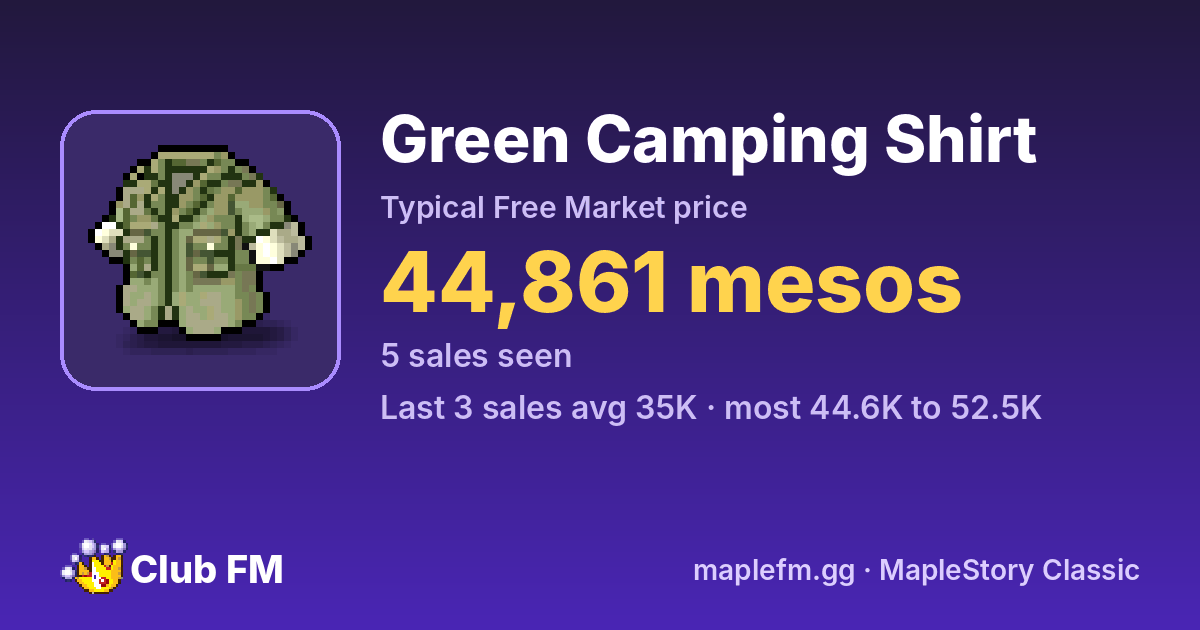 Green Camping Shirt
Typical Free Market price
44,861 mesos
5 sales seen
Last 3 sales avg 35K · most 44.6K to 52.5K
Club FM
maplefm.gg · MapleStory Classic